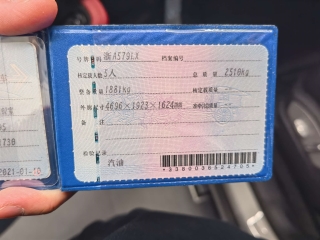 号牌号码 浙A579LX 档案编号
核定载人数 5人 总质量 2510kg
整备质量 1881kg 核定载质量 --
外廓尺寸 4696×1923×1624mm 准牵引总质量 --
备注
检验记录
汽油
2021-01-10